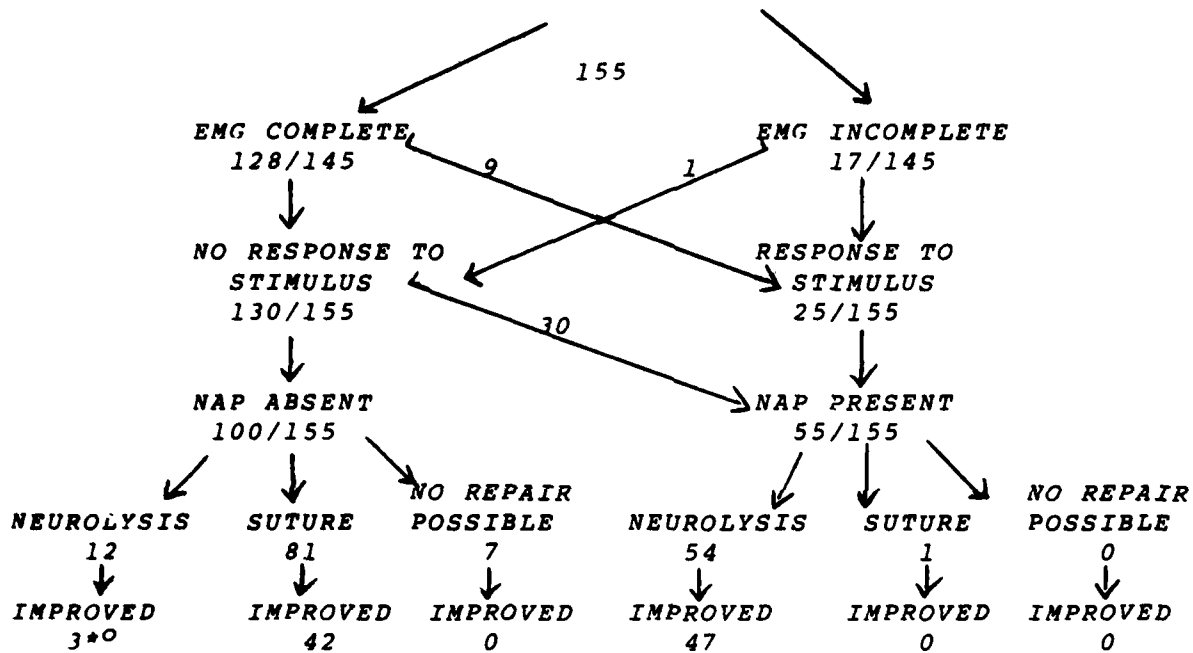 155
EMG COMPLETE EMG INCOMPLETE
128/145 9 1 17/145
NO RESPONSE TO RESPONSE TO
STIMULUS STIMULUS
130/155 25/155
30
NAP ABSENT NAP PRESENT
100/155 55/155
NO REPAIR NO REPAIR
NEUROLYSIS SUTURE POSSIBLE NEUROLYSIS SUTURE POSSIBLE
12 81 7 54 1 0
IMPROVED IMPROVED IMPROVED IMPROVED IMPROVED IMPROVED
3*O 42 0 47 0 0